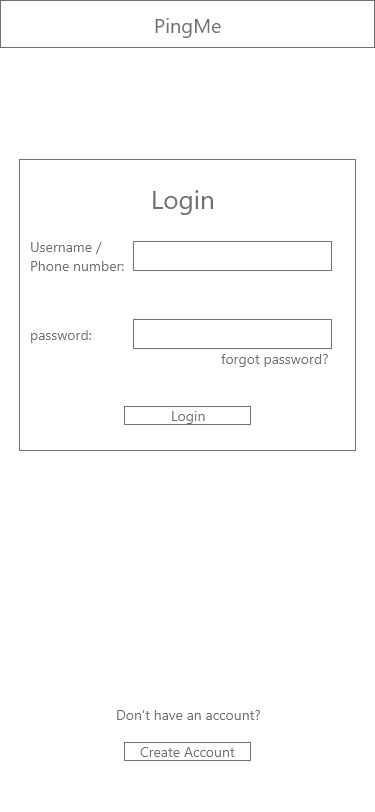 PingMe
Login
Username /
Phone number:
password:
forgot password?
Login
Don't have an account?
Create Account